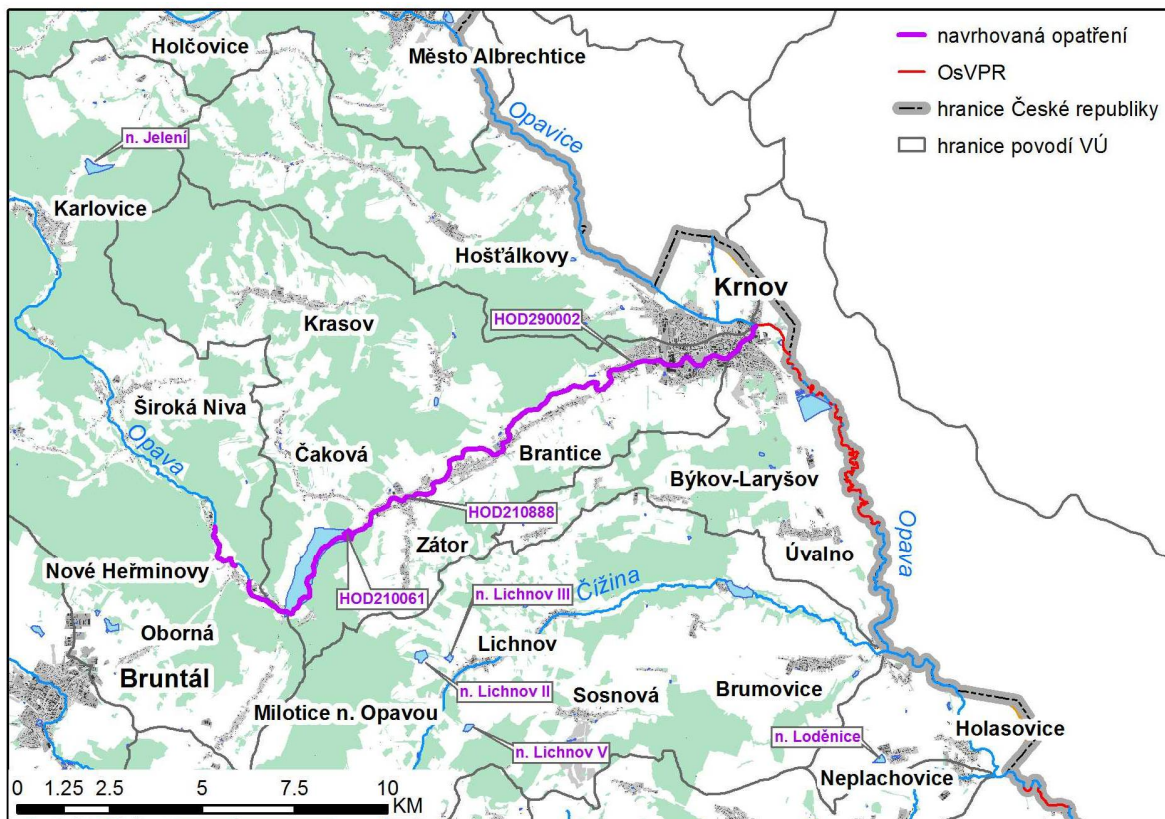 Holčovice
Město Albrechtice
navrhovaná opatření
OsVPR
hranice České republiky
hranice povodí VÚ
Opavice
n. Jelení
Karlovice
Hošťálkovy
Krnov
Krasov
HOD290002
Široká Niva
Opava
Čaková
Brantice
Býkov-Laryšov
HOD210888
Zátor
Úvalno
Opava
Nové Heřminovy
HOD210061
n. Lichnov III
Čižina
Oborná
Lichnov
Bruntál
n. Lichnov II
Milotice n. Opavou
Sosnová
Brumovice
n. Lichnov V
n. Loděnice
Holasovice
Neplachovice
0 1.25 2.5 5 7.5 10
KM